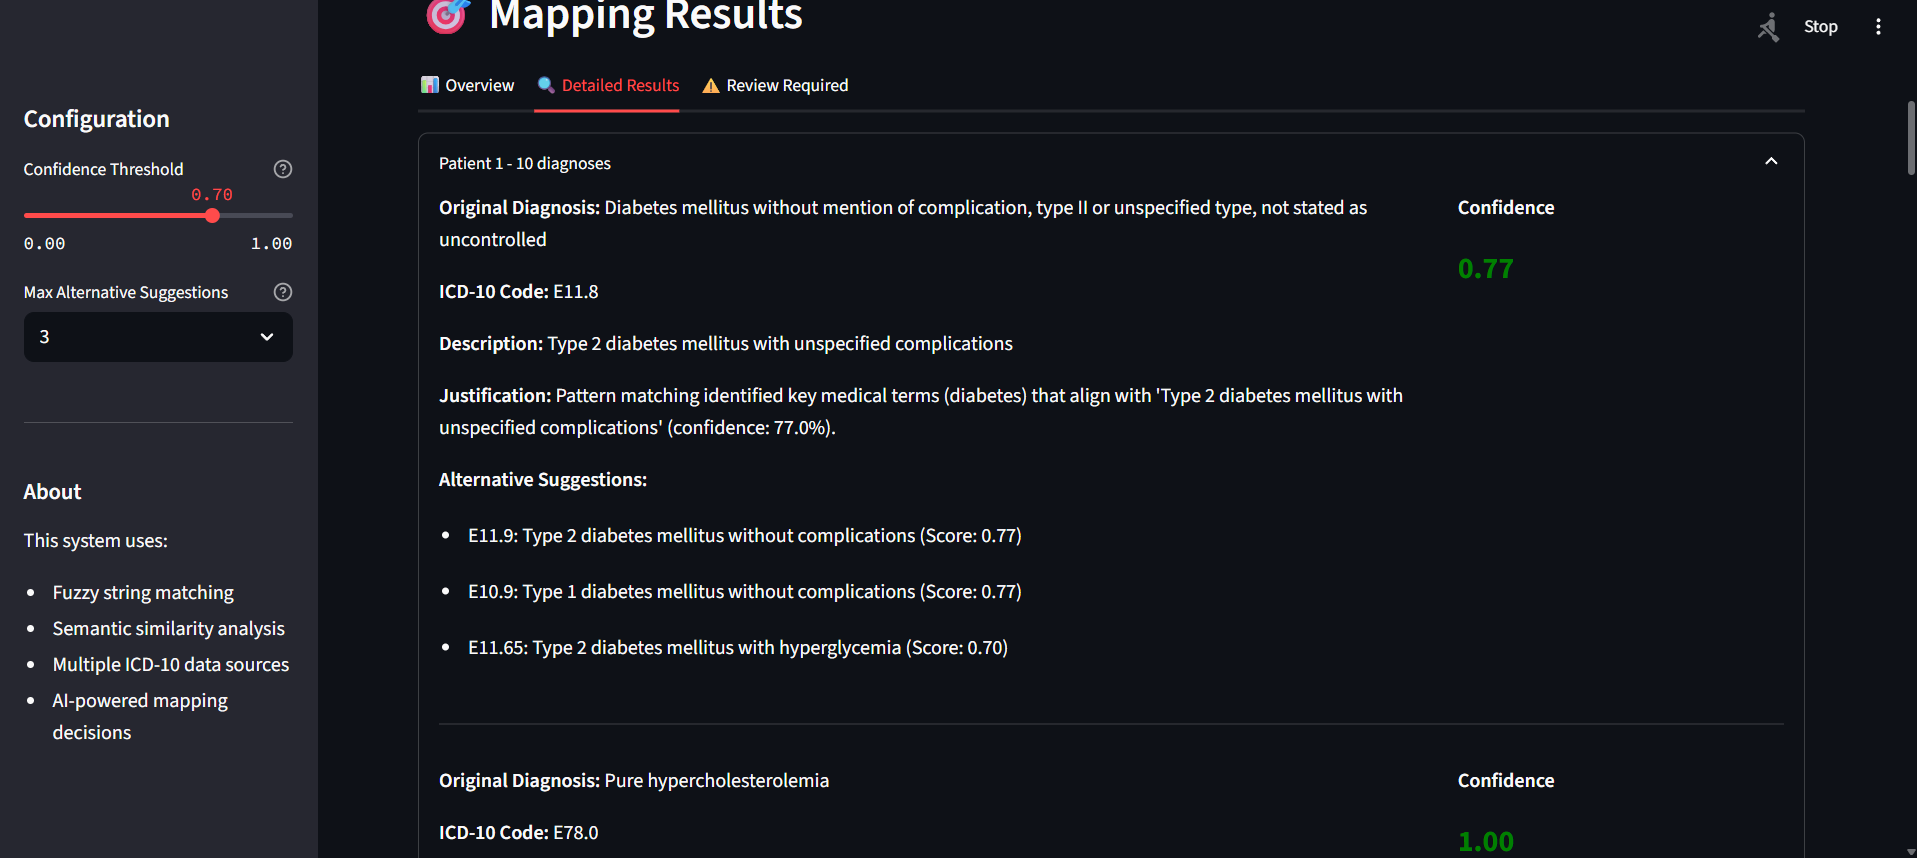 Mapping Results
Stop
Overview
Detailed Results
Review Required
Configuration
Confidence Threshold
0.70
0.00
1.00
Max Alternative Suggestions
3
About
This system uses:
Fuzzy string matching
Semantic similarity analysis
Multiple ICD-10 data sources
AI-powered mapping
decisions
Patient 1 - 10 diagnoses
Original Diagnosis: Diabetes mellitus without mention of complication, type II or unspecified type, not stated as
uncontrolled
Confidence
0.77
ICD-10 Code: E11.8
Description: Type 2 diabetes mellitus with unspecified complications
Justification: Pattern matching identified key medical terms (diabetes) that align with 'Type 2 diabetes mellitus with
unspecified complications' (confidence: 77.0%).
Alternative Suggestions:
E11.9: Type 2 diabetes mellitus without complications (Score: 0.77)
E10.9: Type 1 diabetes mellitus without complications (Score: 0.77)
E11.65: Type 2 diabetes mellitus with hyperglycemia (Score: 0.70)
Original Diagnosis: Pure hypercholesterolemia
Confidence
ICD-10 Code: E78.0
1.00